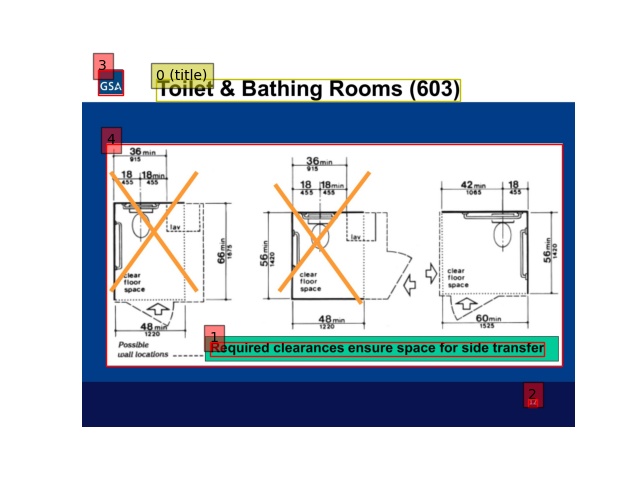 3
0 (title)
GSA
Toilet & Bathing Rooms (603)
4
36 min
915
18 18 min
455 455
lav
clear
floor
space
66 min
1675
48 min
1220
36 min
915
18 18 min
455 455
lav
56 min
1420
clear
floor
space
48 min
1220
42 min 18
1065 455
clear
floor
space
56 min
1420
60 min
1525
Possible
wall locations
1
Required clearances ensure space for side transfer
2